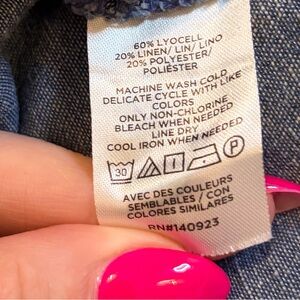 60% LYOCELL
20% LINEN/ LIN/ LINO
20% POLYESTER/
POLIÉSTER
MACHINE WASH COLD
DELICATE CYCLE WITH LIKE
COLORS
ONLY NON-CHLORINE
BLEACH WHEN NEEDED
LINE DRY
COOL IRON WHEN NEEDED
30 P
AVEC DES COULEURS
SEMBLABLES / CON
COLORES SIMILARES
RN#140923